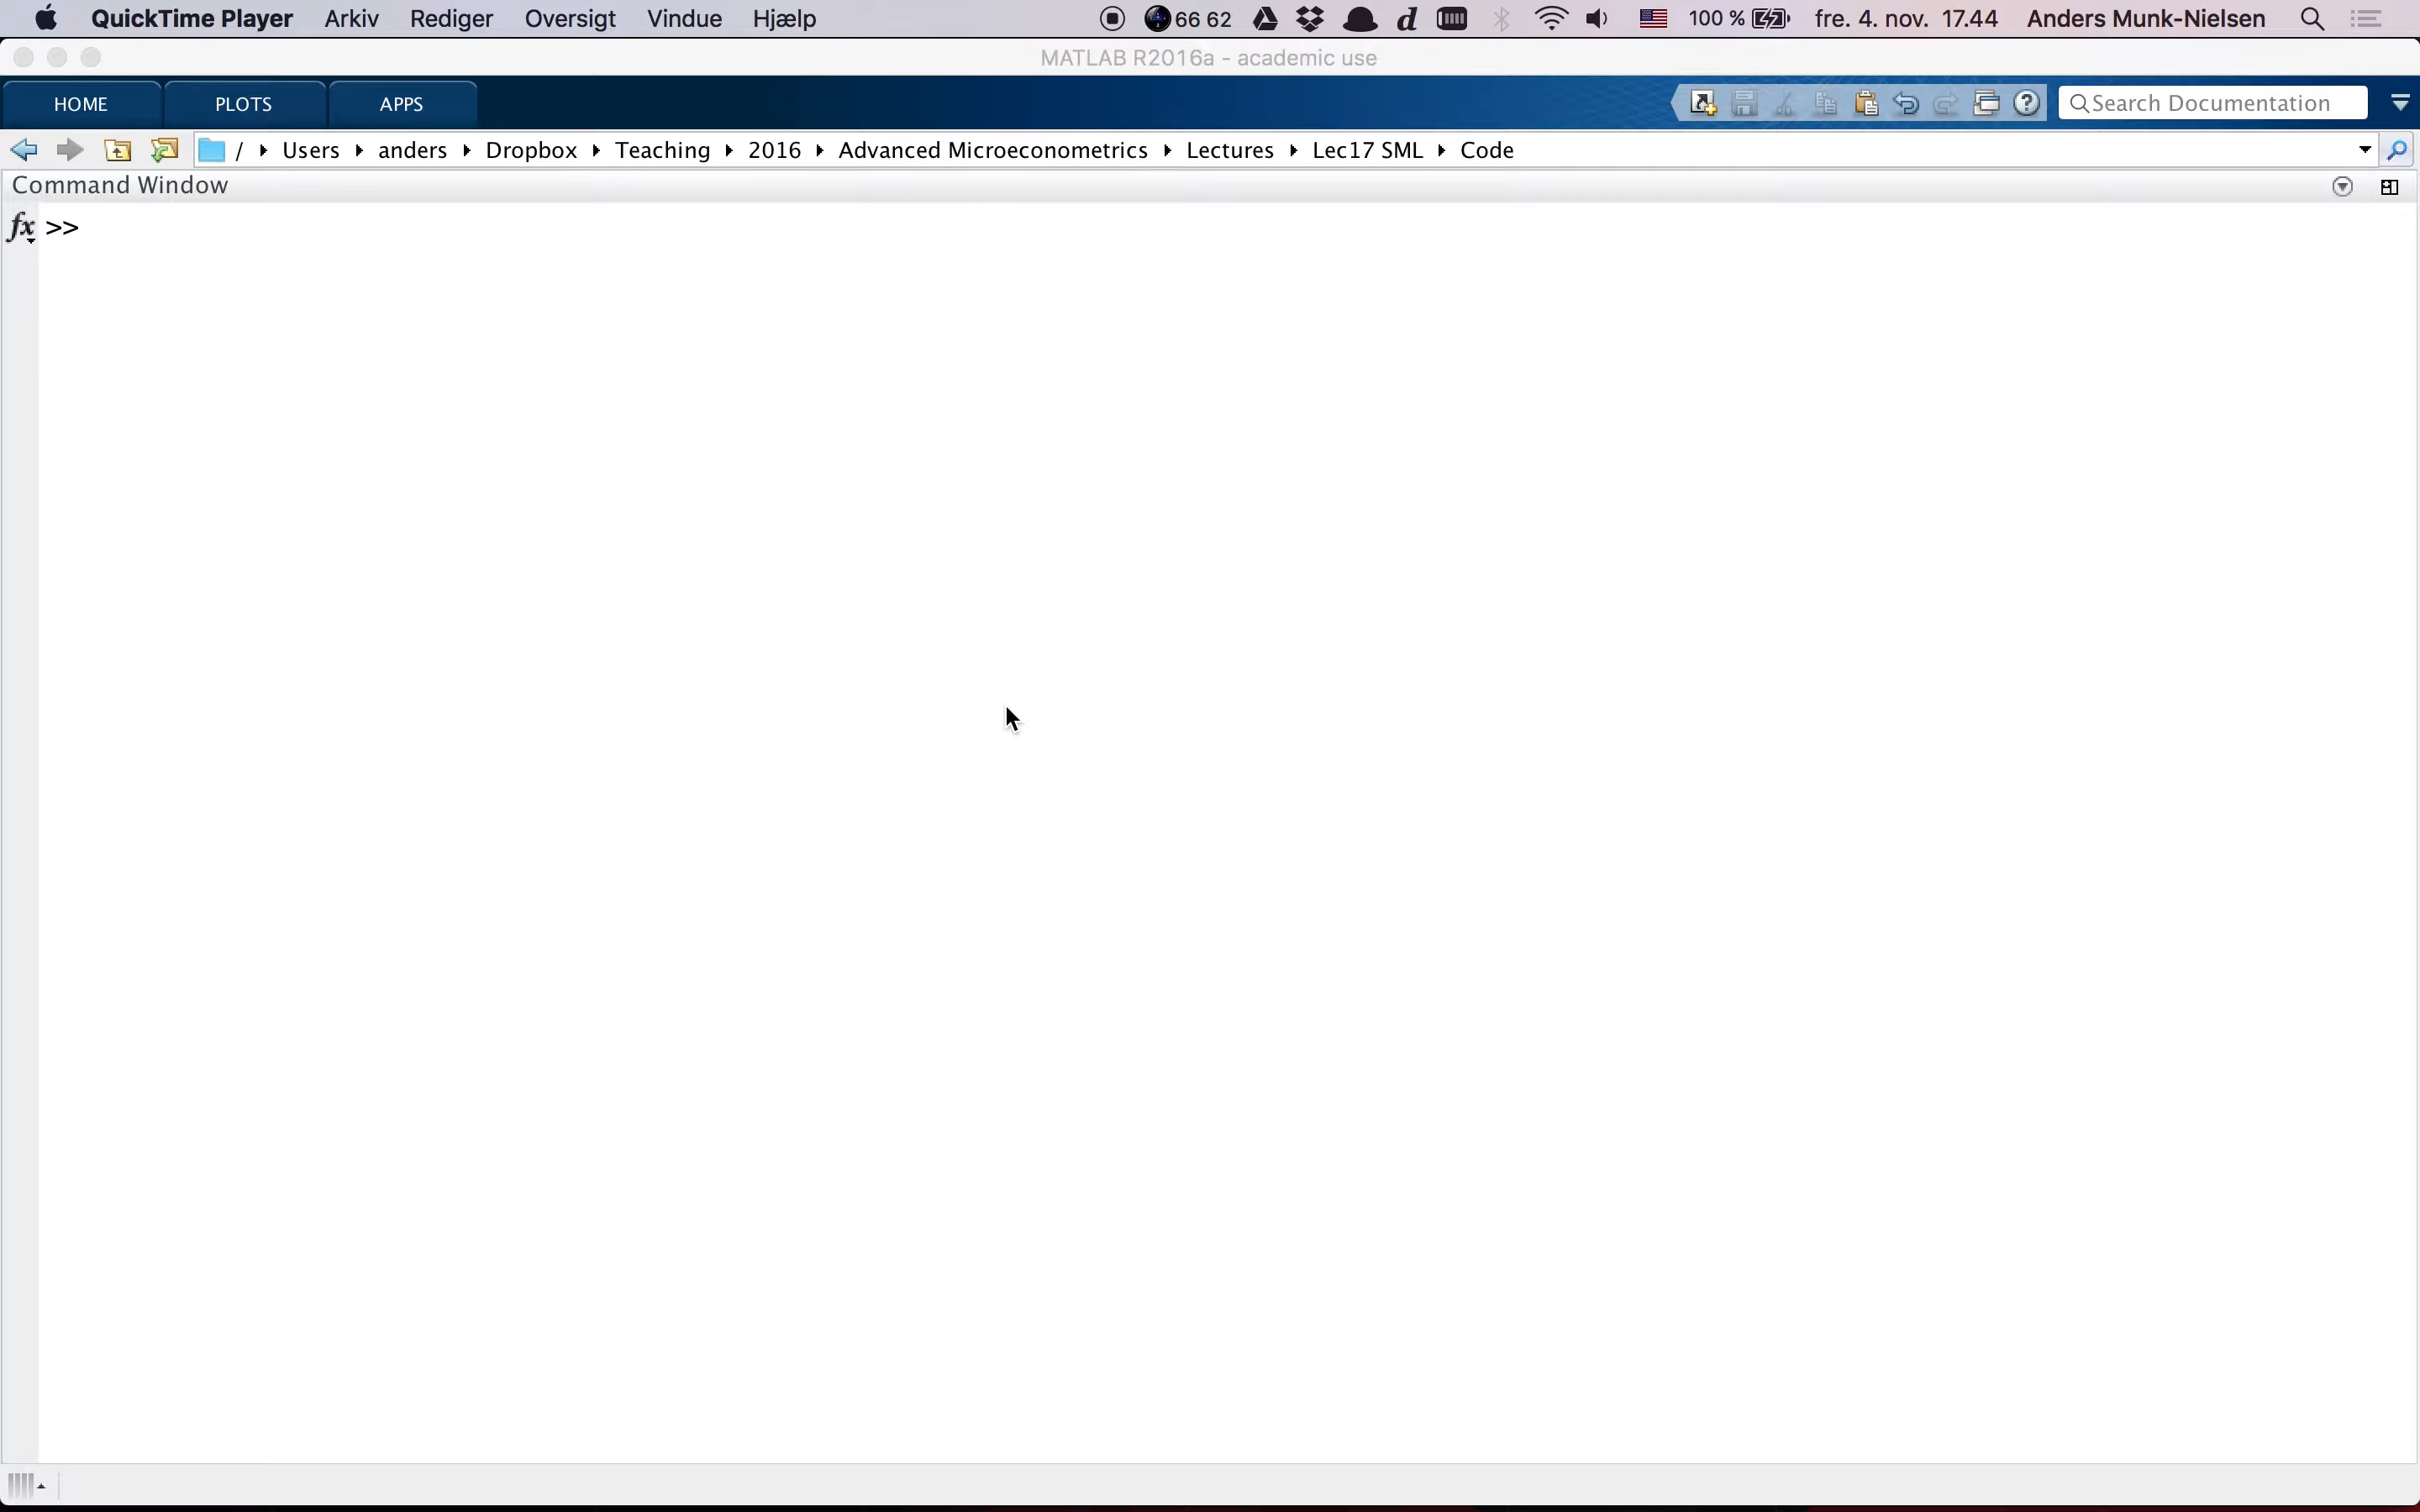 QuickTime Player Arkiv Rediger Oversigt Vindue Hjælp 66 62 d 100 % fre. 4. nov. 17.44 Anders Munk-Nielsen
MATLAB R2016a - academic use
HOME PLOTS APPS Search Documentation
/ Users anders Dropbox Teaching 2016 Advanced Microeconometrics Lectures Lec17 SML Code
Command Window
fx >>